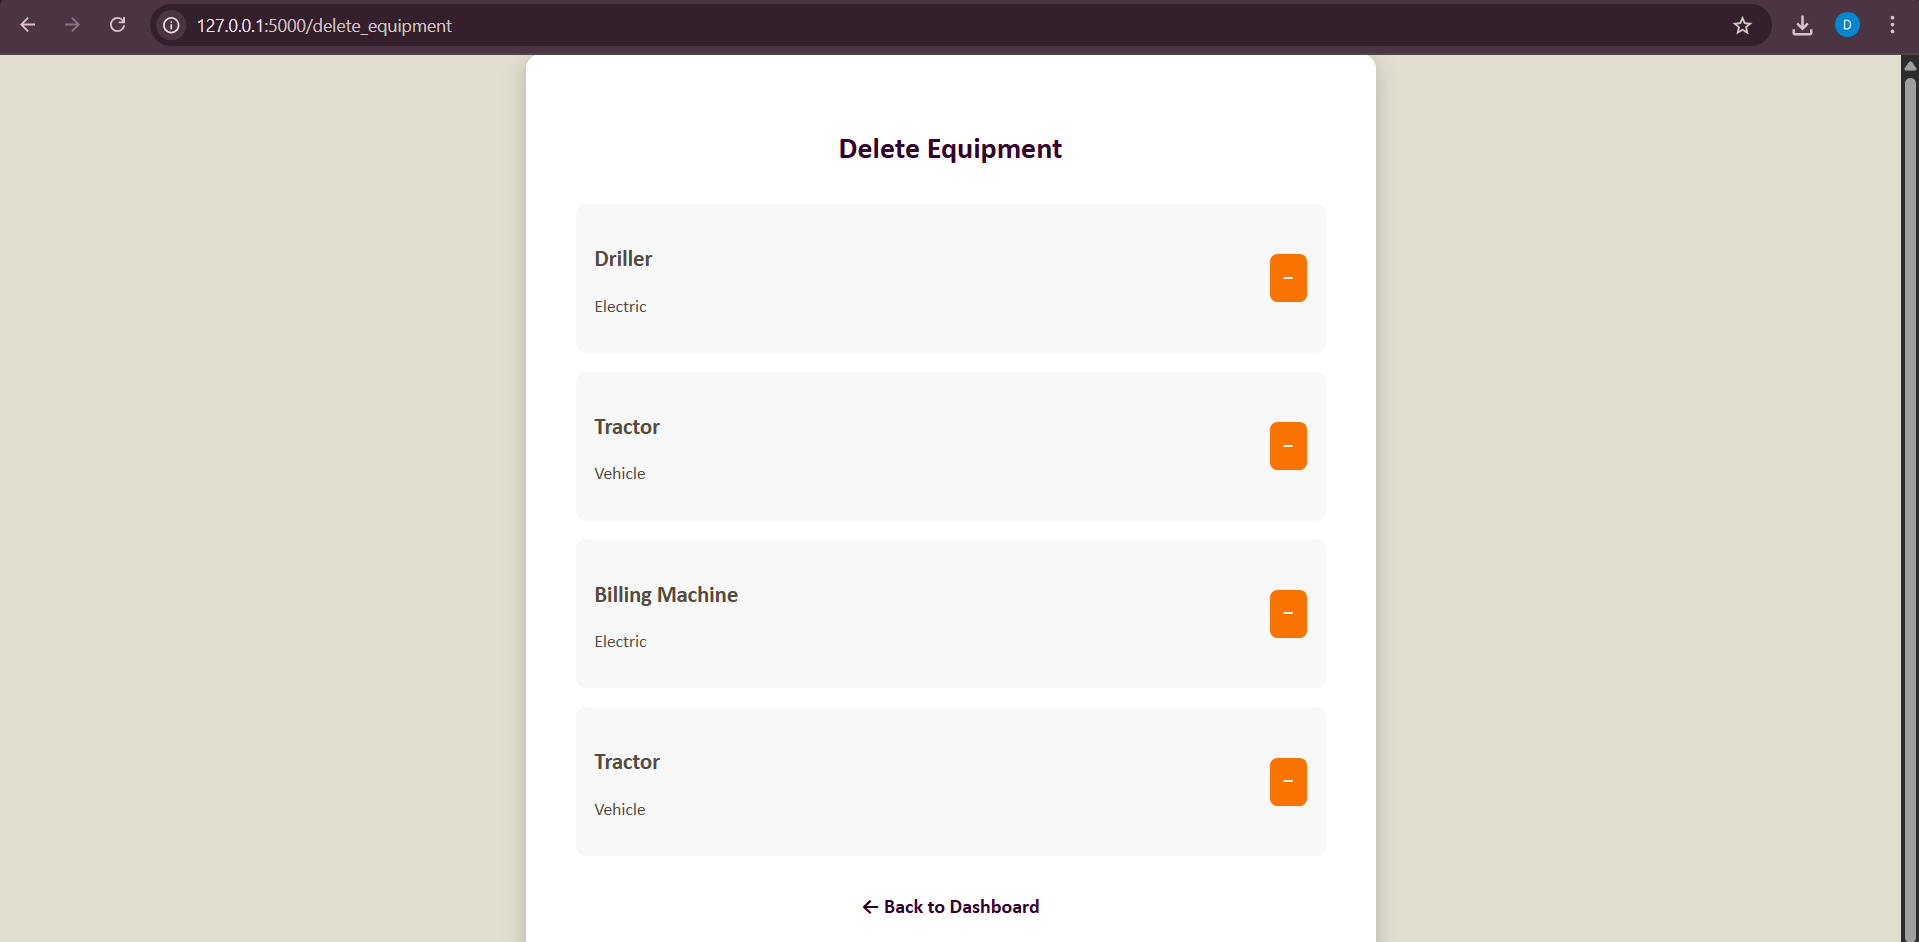 127.0.0.1:5000/delete_equipment
D
Delete Equipment
Driller
Electric
–
Tractor
Vehicle
–
Billing Machine
Electric
–
Tractor
Vehicle
–
← Back to Dashboard